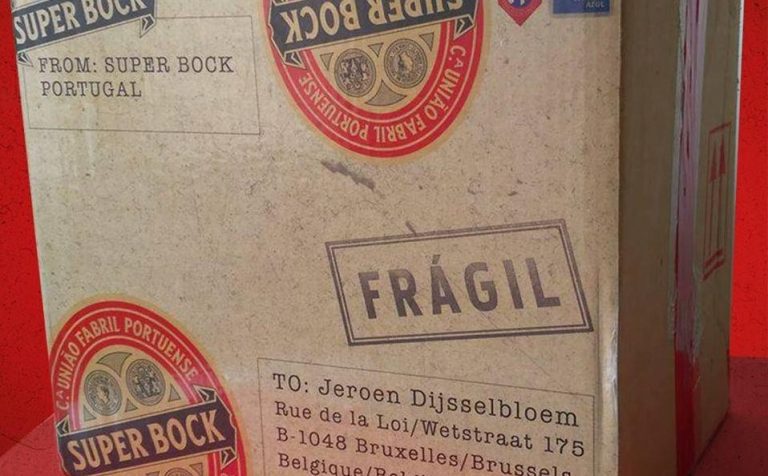 SUPER BOCK
FROM: SUPER BOCK
PORTUGAL
SUPER BOCK
C.ª UNIÃO FABRIL PORTUENSE
AZUL
FRÁGIL
C.ª UNIÃO FABRIL PORTUENSE
SUPER BOCK
TO: Jeroen Dijsselbloem
Rue de la Loi/Wetstraat 175
B-1048 Bruxelles/Brussels